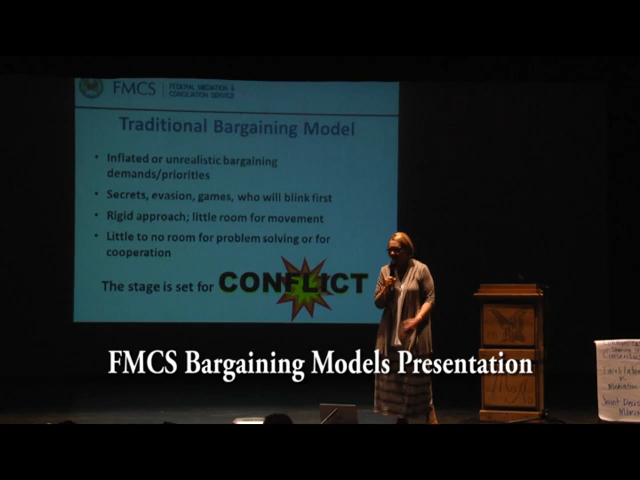 FMCS
FEDERAL MEDIATION &
CONCILIATION SERVICE
Traditional Bargaining Model
• Inflated or unrealistic bargaining
demands/priorities
• Secrets, evasion, games, who will blink first
• Rigid approach; little room for movement
• Little to no room for problem solving or for
cooperation
The stage is set for CONFLICT
FMCS Bargaining Models Presentation